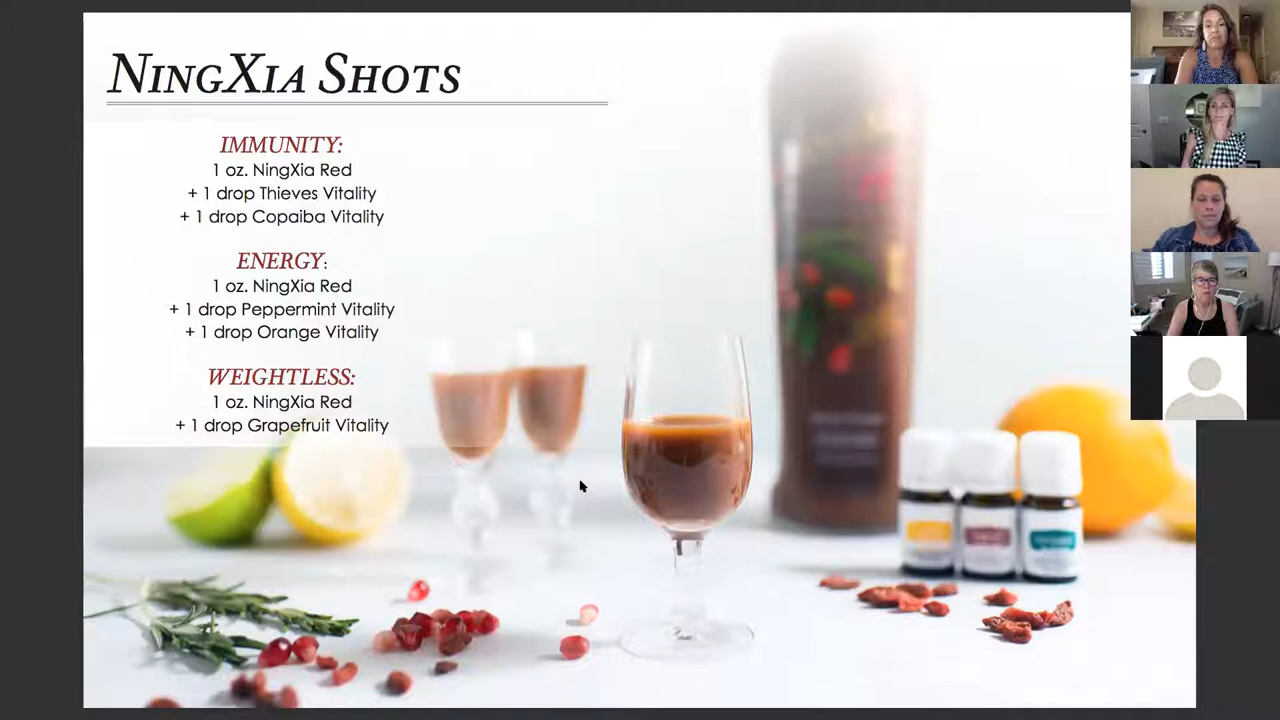 NINGXIA SHOTS
IMMUNITY:
1 oz. NingXia Red
+ 1 drop Thieves Vitality
+ 1 drop Copaiba Vitality
ENERGY:
1 oz. NingXia Red
+ 1 drop Peppermint Vitality
+ 1 drop Orange Vitality
WEIGHTLESS:
1 oz. NingXia Red
+ 1 drop Grapefruit Vitality